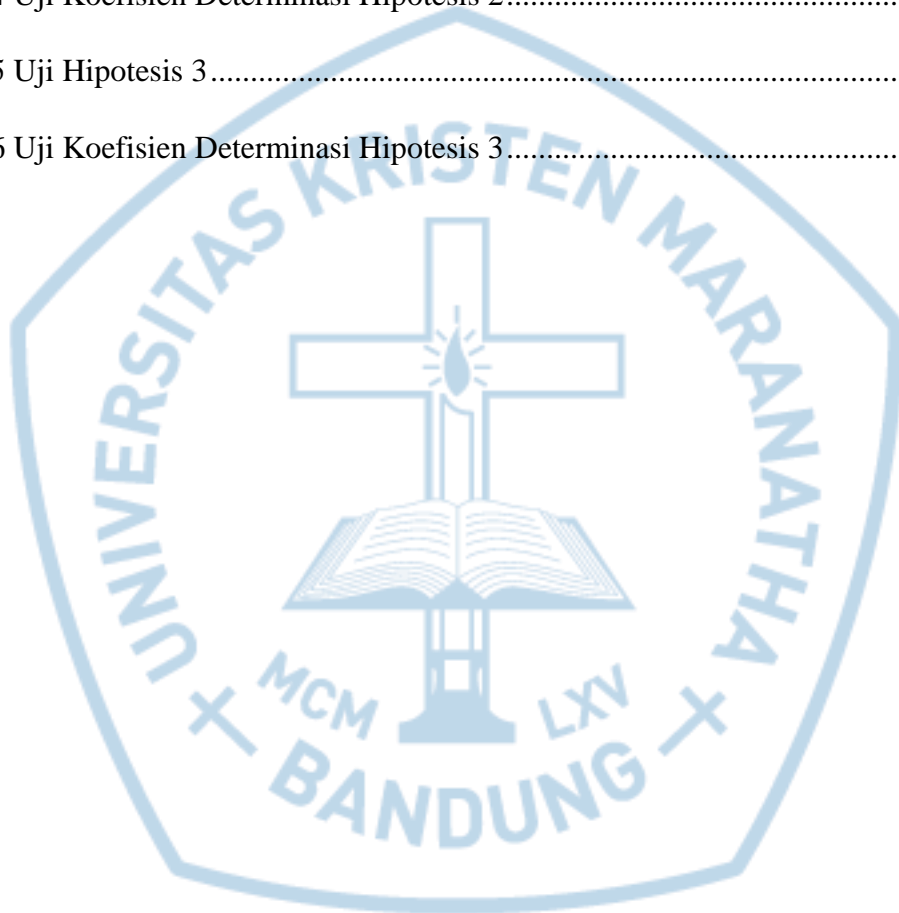 Uji Koefisien Determinasi Hipotesis 2...............................................
5 Uji Hipotesis 3........................................................................
6 Uji Koefisien Determinasi Hipotesis 3.........................................
UNIVERSITAS KRISTEN MARANATHA
MCM LXV
BANDUNG